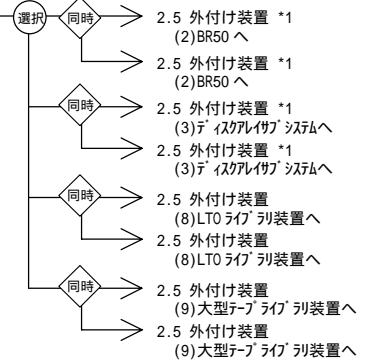 選択
同時
2.5 外付け装置 *1
(2)BR50 へ
2.5 外付け装置 *1
(2)BR50 へ
同時
2.5 外付け装置 *1
(3)ディスクアレイサブシステムへ
2.5 外付け装置 *1
(3)ディスクアレイサブシステムへ
同時
2.5 外付け装置
(8)LTO ライブラリ装置へ
2.5 外付け装置
(8)LTO ライブラリ装置へ
同時
2.5 外付け装置
(9)大型テープライブラリ装置へ
2.5 外付け装置
(9)大型テープライブラリ装置へ